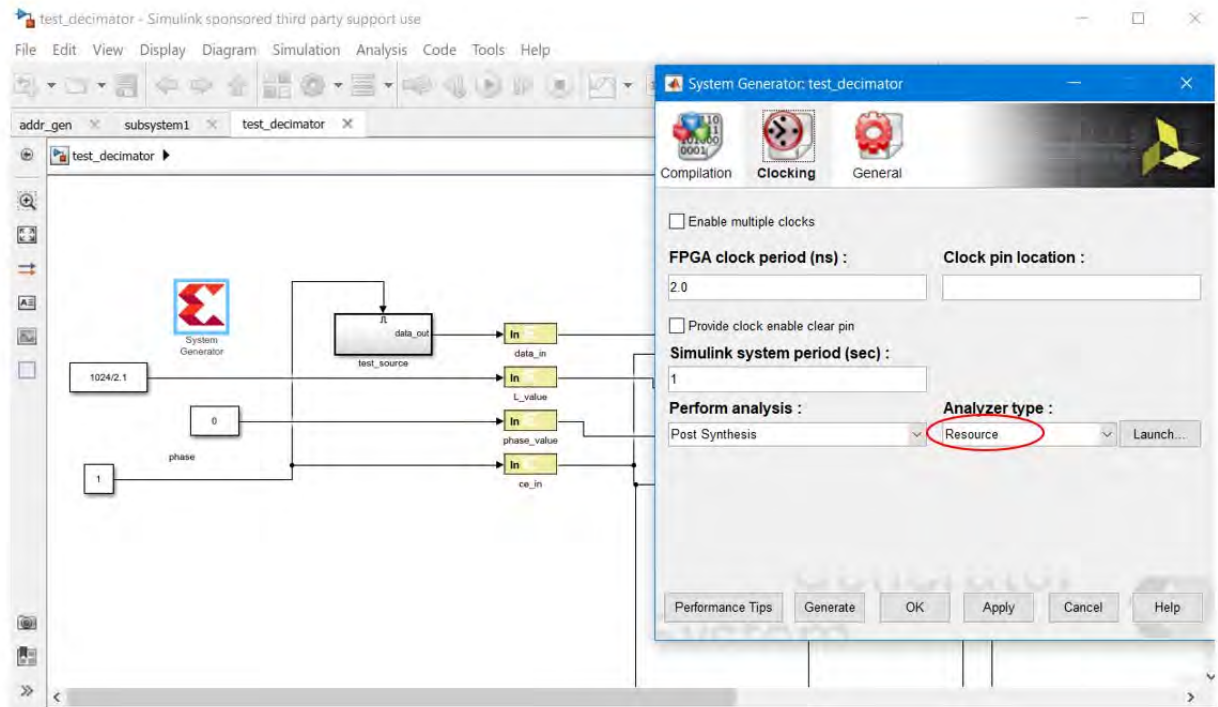 test_decimator - Simulink sponsored third party support use
File Edit View Display Diagram Simulation Analysis Code Tools Help
addr_gen subsystem1 test_decimator
test_decimator
System
Generator
1024/2.1
0
phase
1
data_out
test_source
In
data_in
In
L_value
In
phase_value
In
ce_in
System Generator: test_decimator
Compilation Clocking General
Enable multiple clocks
FPGA clock period (ns) : Clock pin location :
2.0
Provide clock enable clear pin
Simulink system period (sec) :
1
Perform analysis : Analyzer type :
Post Synthesis Resource Launch...
Performance Tips Generate OK Apply Cancel Help